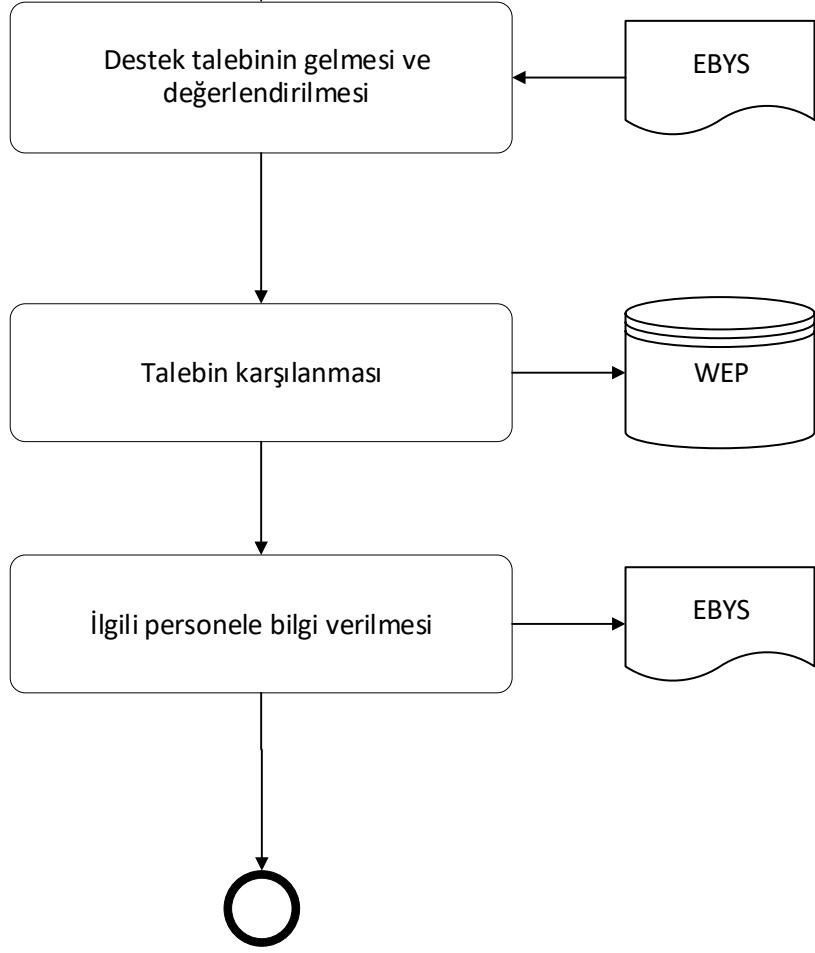 Destek talebinin gelmesi ve
değerlendirilmesi
EBYS
Talebin karşılanması
WEP
İlgili personele bilgi verilmesi
EBYS